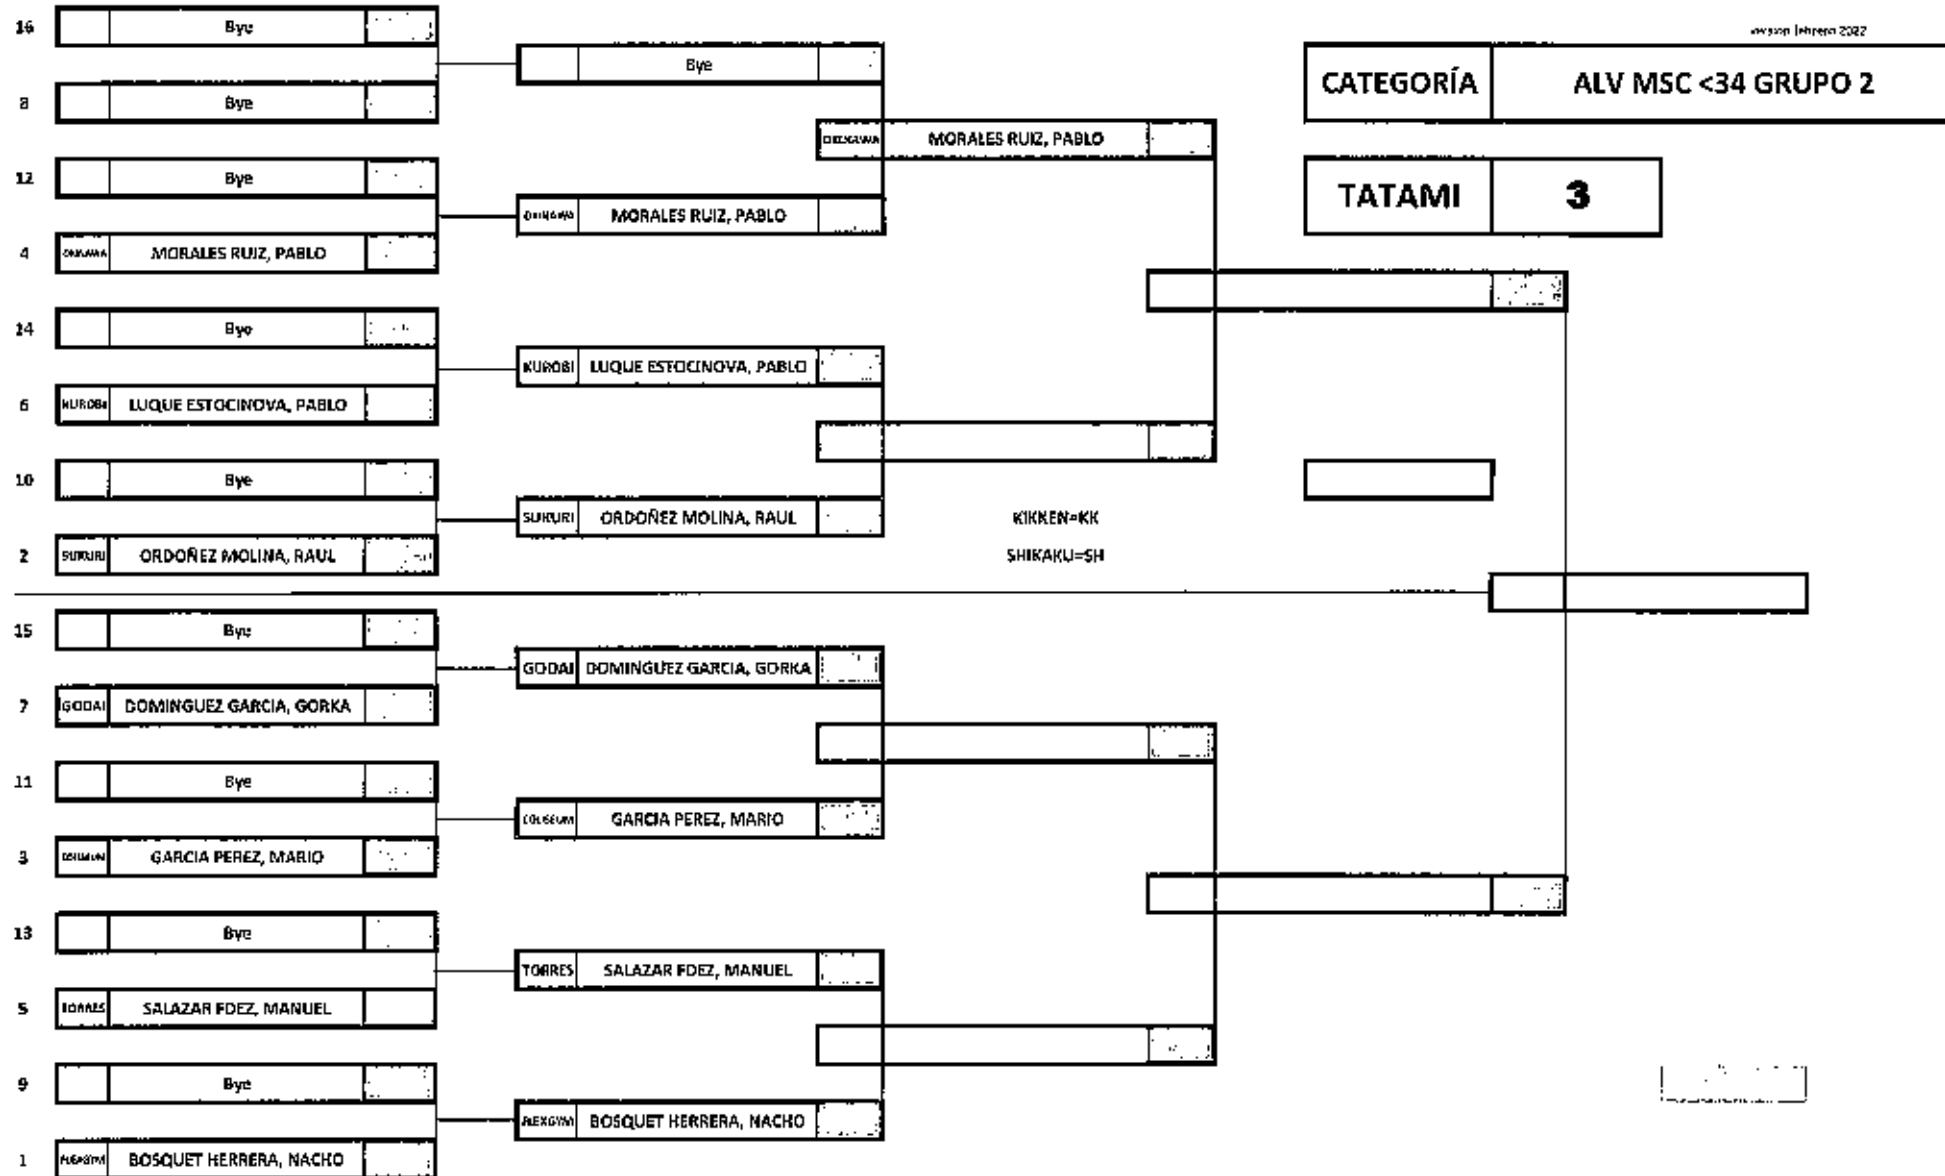 version febrero 2022
CATEGORÍA ALV MSC <34 GRUPO 2
TATAMI 3
16 Bye
Bye
8 Bye
MORALES RUIZ, PABLO
12 Bye
OKINAWA MORALES RUIZ, PABLO
4 MORALES RUIZ, PABLO
14 Bye
KUROBI LUQUE ESTOCINOVA, PABLO
6 KUROBI LUQUE ESTOCINOVA, PABLO
10 Bye
SUKURI ORDOÑEZ MOLINA, RAUL
KIKKEN=KK
2 SUKURI ORDOÑEZ MOLINA, RAUL
SHIKAKU=SH
15 Bye
GODAI DOMINGUEZ GARCIA, GORKA
7 GODAI DOMINGUEZ GARCIA, GORKA
11 Bye
COLISEUM GARCIA PEREZ, MARIO
3 GARCIA PEREZ, MARIO
13 Bye
TORRES SALAZAR FDEZ, MANUEL
5 TORRES SALAZAR FDEZ, MANUEL
9 Bye
BOSQUET HERRERA, NACHO
1 BOSQUET HERRERA, NACHO